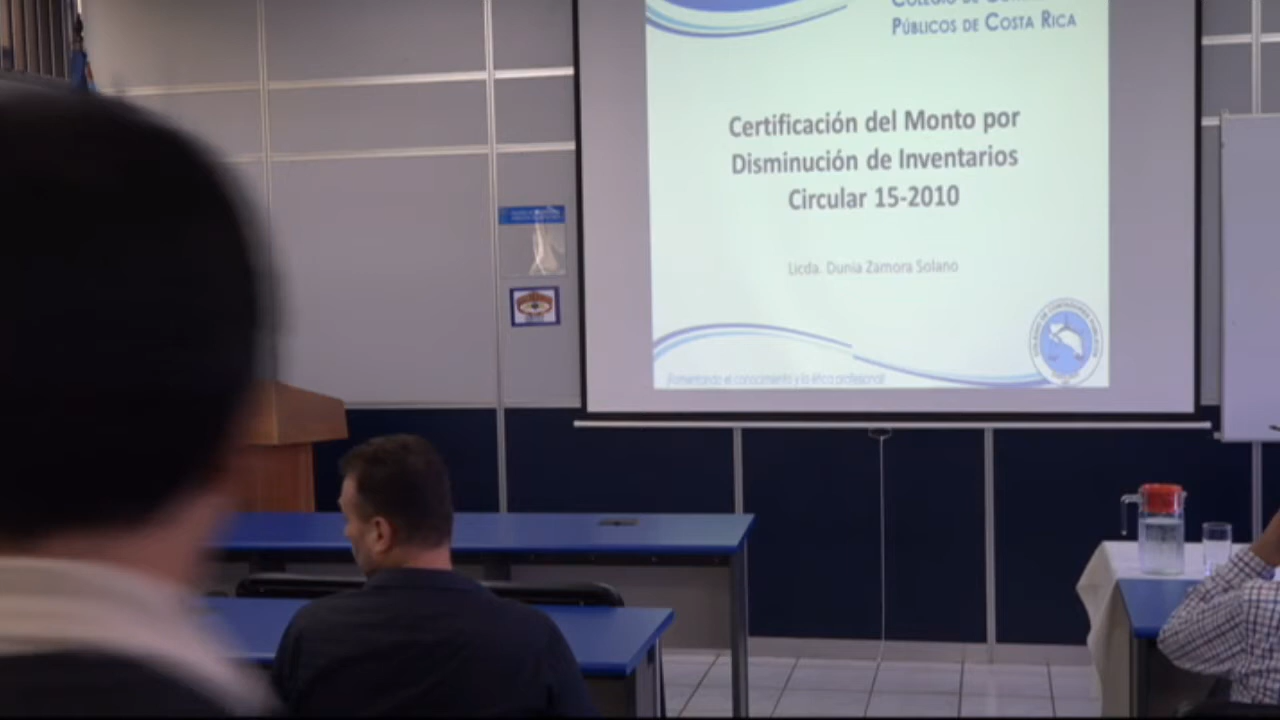 PÚBLICOS DE COSTA RICA
Certificación del Monto por
Disminución de Inventarios
Circular 15-2010
Licda. Dunia Zamora Solano
¡Fomentando el conocimiento y la ética profesional!